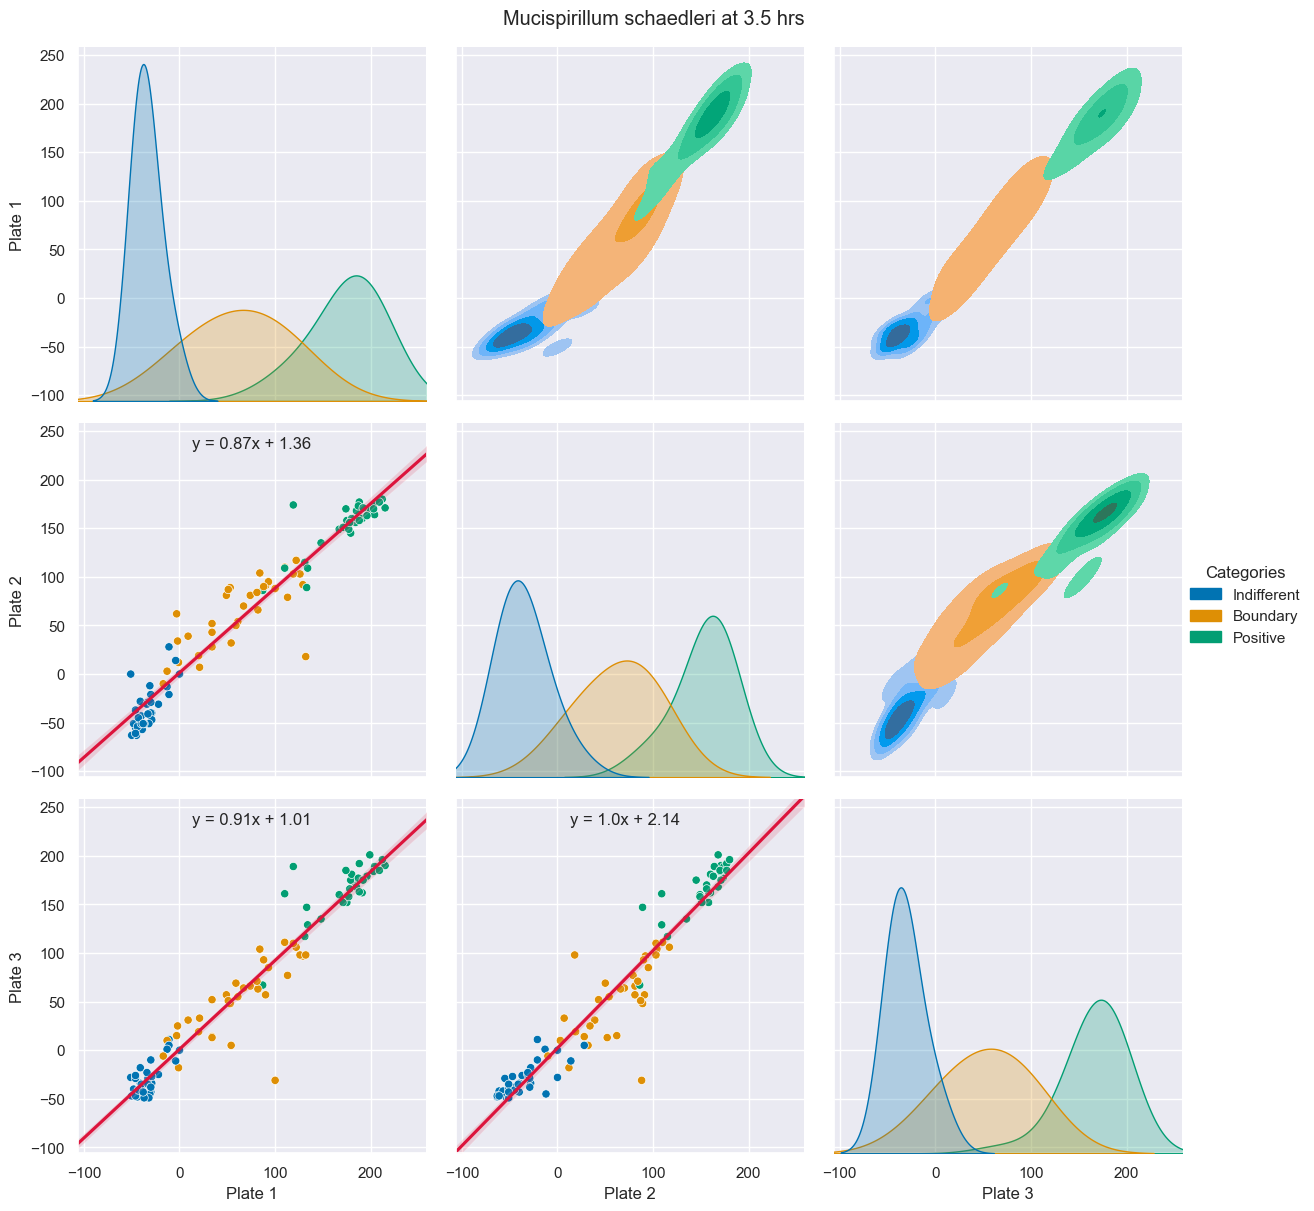 Mucispirillum schaedleri at 3.5 hrs
250
200
150
100
50
0
−50
−100
Plate 1
y = 0.87x + 1.36
250
200
150
100
50
0
−50
−100
Plate 2
Categories
Indifferent
Boundary
Positive
y = 0.91x + 1.01
y = 1.0x + 2.14
250
200
150
100
50
0
−50
−100
Plate 3
−100 0 100 200
−100 0 100 200
−100 0 100 200
Plate 1
Plate 2
Plate 3